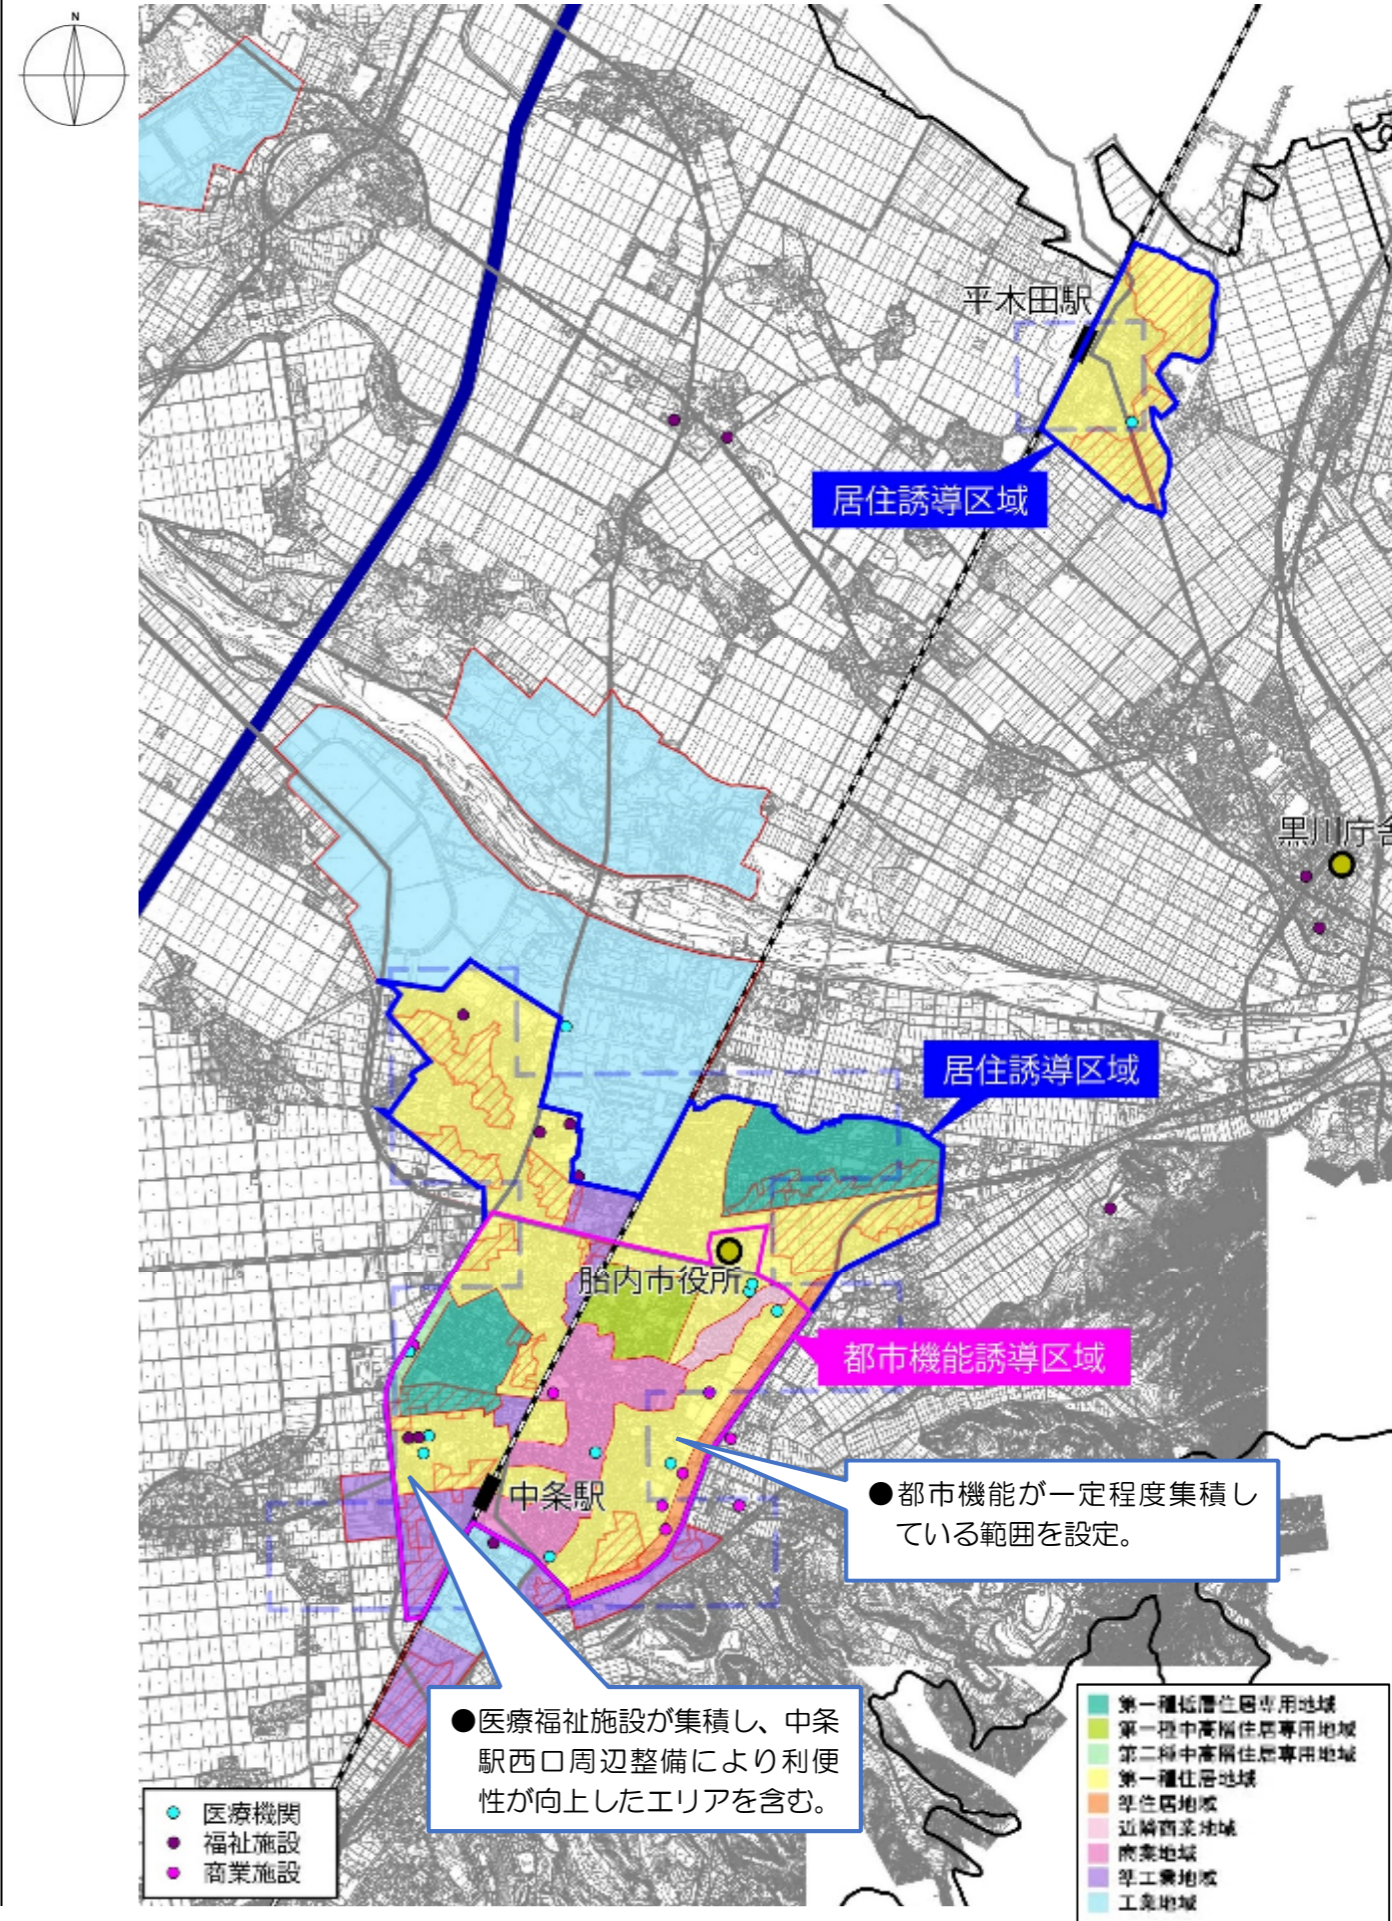 N
平木田駅
居住誘導区域
黒川庁舎
居住誘導区域
胎内市役所
都市機能誘導区域
中条駅
●都市機能が一定程度集積し
ている範囲を設定。
●医療福祉施設が集積し、中条
駅西口周辺整備により利便
性が向上したエリアを含む。
医療機関
福祉施設
商業施設
第一種低層住居専用地域
第一種中高層住居専用地域
第二種中高層住居専用地域
第一種住居地域
準住居地域
近隣商業地域
商業地域
準工業地域
工業地域